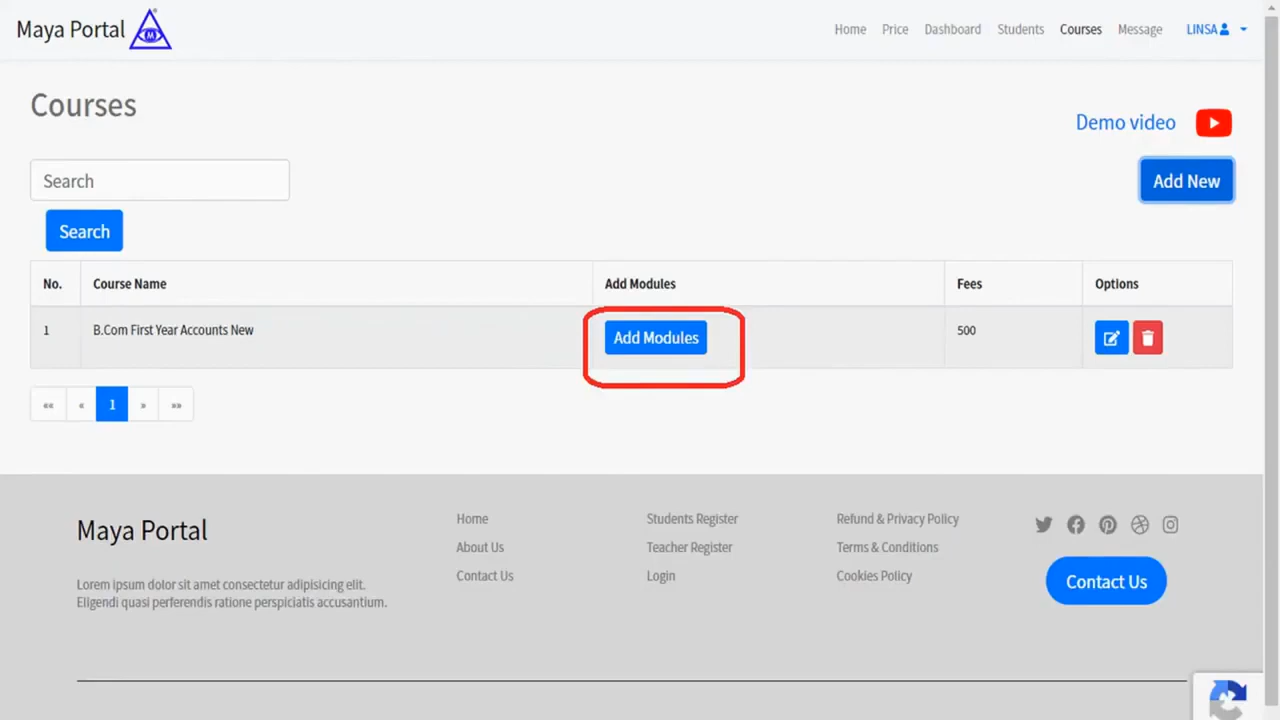 Maya Portal
Home Price Dashboard Students Courses Message LINSA
Courses
Demo video
Search
Add New
Search
No. Course Name Add Modules Fees Options
1 B.Com First Year Accounts New Add Modules 500
«« « 1 » »»
Maya Portal
Lorem ipsum dolor sit amet consectetur adipisicing elit.
Eligendi quasi perferendis ratione perspiciatis accusantium.
Home
About Us
Contact Us
Students Register
Teacher Register
Login
Refund & Privacy Policy
Terms & Conditions
Cookies Policy
Contact Us